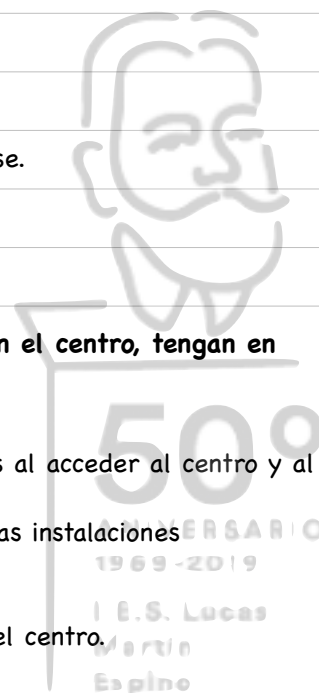 se.
n el centro, tengan en
s al acceder al centro y al
as instalaciones
el centro.
50º
ANIVERSARIO
1969-2019
I.E.S. Lucas
Martín
Espino